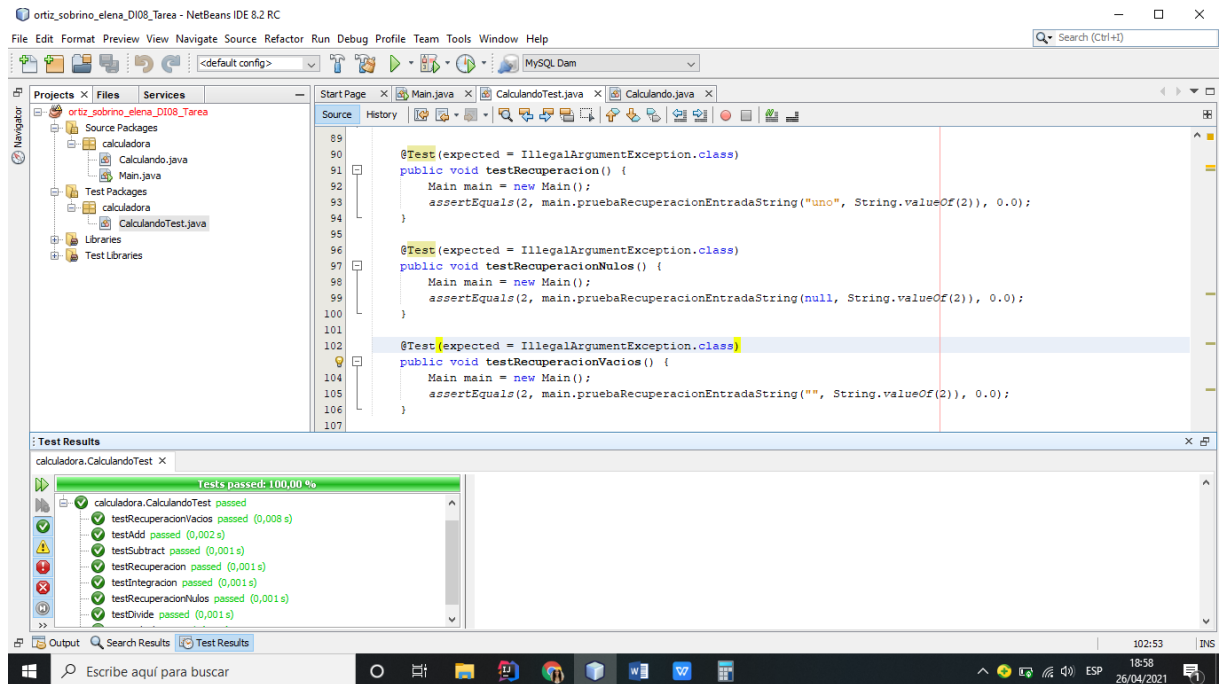 ortiz_sobrino_elena_DI08_Tarea - NetBeans IDE 8.2 RC
File Edit Format Preview View Navigate Source Refactor Run Debug Profile Team Tools Window Help
Search (Ctrl+I)
<default config>
MySQL Dam
Projects Files Services
Start Page Main.java CalculandoTest.java Calculando.java
Navigator
Source History
ortiz_sobrino_elena_DI08_Tarea
Source Packages
calculadora
Calculando.java
Main.java
Test Packages
calculadora
CalculandoTest.java
Libraries
Test Libraries
89
90 @Test(expected = IllegalArgumentException.class)
91 public void testRecuperacion() {
92 Main main = new Main();
93 assertEquals(2, main.pruebaRecuperacionEntradaString("uno", String.valueOf(2)), 0.0);
94 }
95
96 @Test(expected = IllegalArgumentException.class)
97 public void testRecuperacionNulos() {
98 Main main = new Main();
99 assertEquals(2, main.pruebaRecuperacionEntradaString(null, String.valueOf(2)), 0.0);
100 }
101
102 @Test(expected = IllegalArgumentException.class)
public void testRecuperacionVacios() {
104 Main main = new Main();
105 assertEquals(2, main.pruebaRecuperacionEntradaString("", String.valueOf(2)), 0.0);
106 }
107
Test Results
calculadora.CalculandoTest
Tests passed: 100,00 %
calculadora.CalculandoTest passed
testRecuperacionVacios passed (0,008 s)
testAdd passed (0,002 s)
testSubtract passed (0,001 s)
testRecuperacion passed (0,001 s)
testIntegracion passed (0,001 s)
testRecuperacionNulos passed (0,001 s)
testDivide passed (0,001 s)
Output Search Results Test Results
102:53 INS
Escribe aquí para buscar
ESP
18:58
26/04/2021